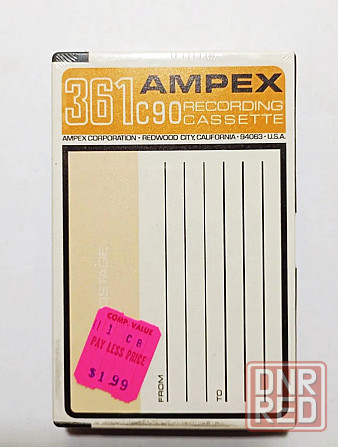 361 C90 AMPEX
RECORDING
CASSETTE
AMPEX CORPORATION • REDWOOD CITY, CALIFORNIA • 94063 • U.S.A.
POSTAGE
COMP. VALUE
PAY LESS PRICE
$1.99
FROM
TO
DNR
RED